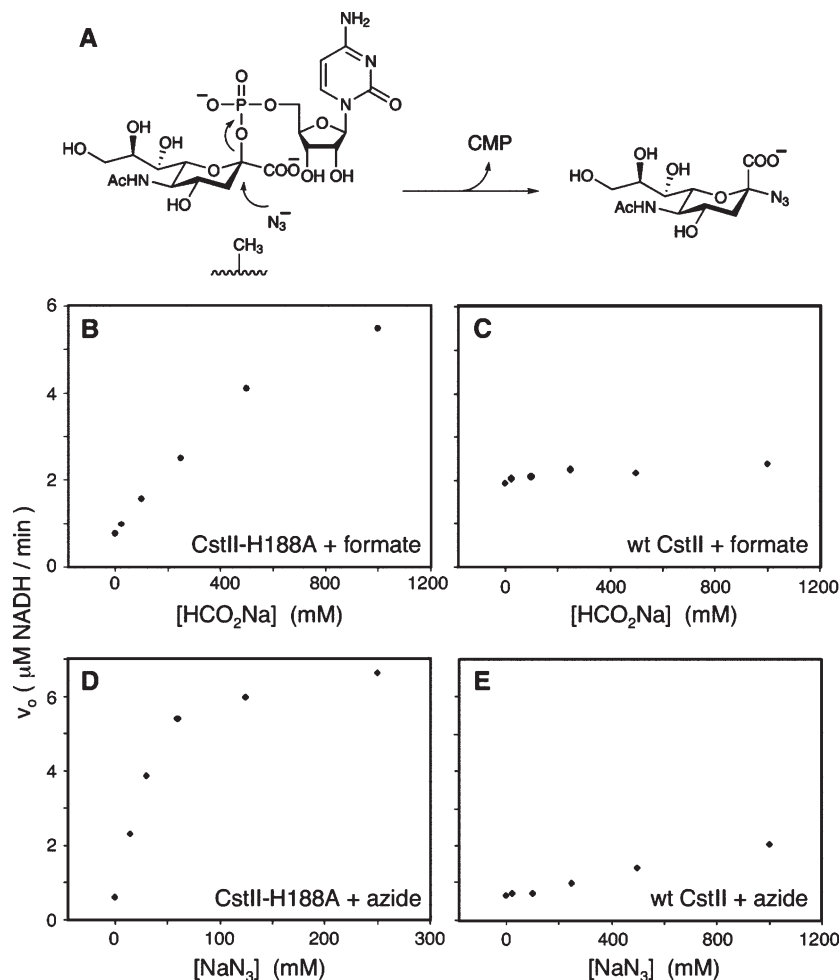 A
NH₂
N
N
O
O
⁻O-P-O
O
O
OH OH
HO
OH
OH
O
COO⁻
AcHN
HO
N₃⁻
CH₃
CMP
HO
OH
OH
COO⁻
O
N₃
AcHN
HO
B
6
4
2
0
CstII-H188A + formate
0 400 800 1200
[HCO₂Na] (mM)
C
wt CstII + formate
0 400 800 1200
[HCO₂Na] (mM)
v₀ ( μM NADH / min )
D
6
4
2
0
CstII-H188A + azide
0 100 200 300
[NaN₃] (mM)
E
wt CstII + azide
0 400 800 1200
[NaN₃] (mM)